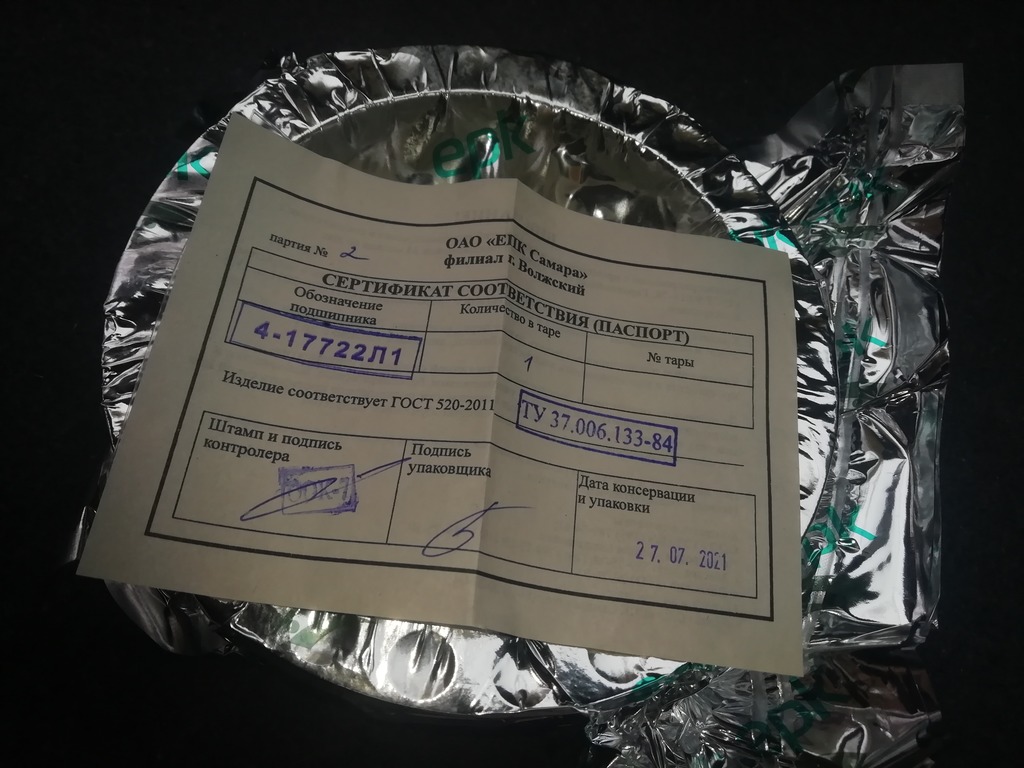 epk
партия № 2
ОАО «ЕПК Самара»
филиал г. Волжский
СЕРТИФИКАТ СООТВЕТСТВИЯ (ПАСПОРТ)
Обозначение подшипника
Количество в таре
№ тары
4-17722Л1
1
Изделие соответствует ГОСТ 520-2011
ТУ 37.006.133-84
Штамп и подпись контролера
Подпись упаковщика
Дата консервации и упаковки
27.07.2021
epk